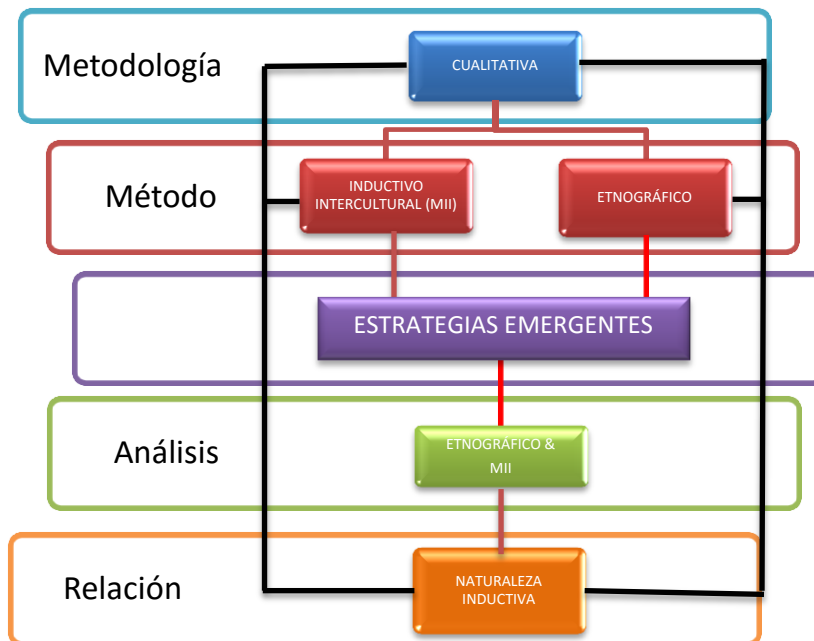 Metodología
CUALITATIVA
Método
INDUCTIVO
INTERCULTURAL (MII)
ETNOGRÁFICO
ESTRATEGIAS EMERGENTES
Análisis
ETNOGRÁFICO &
MII
Relación
NATURALEZA
INDUCTIVA